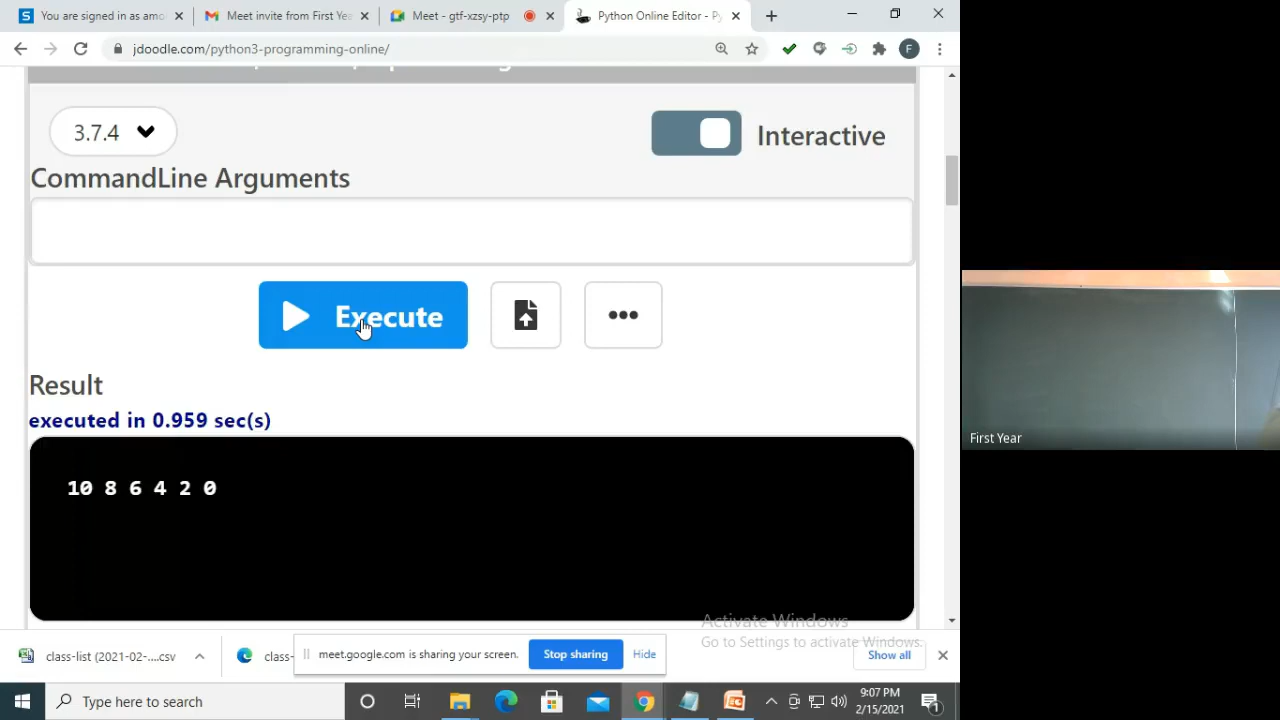 You are signed in as amo
Meet invite from First Yea
Meet - gtf-xzsy-ptp
Python Online Editor - Py
jdoodle.com/python3-programming-online/
3.7.4
Interactive
CommandLine Arguments
Execute
Result
executed in 0.959 sec(s)
10 8 6 4 2 0
First Year
Activate Windows
Go to Settings to activate Windows.
class-list (2021-02-....csv
class-
meet.google.com is sharing your screen.
Stop sharing
Hide
Show all
Type here to search
9:07 PM
2/15/2021
1